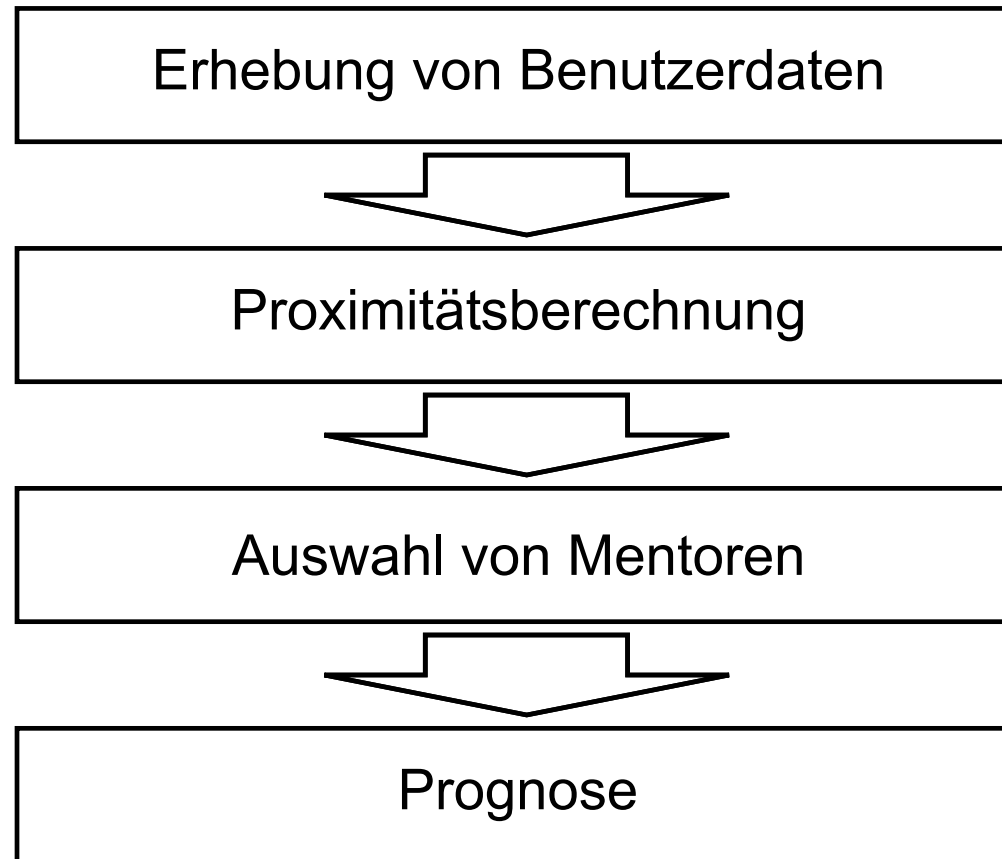 Erhebung von Benutzerdaten
Proximitätsberechnung
Auswahl von Mentoren
Prognose